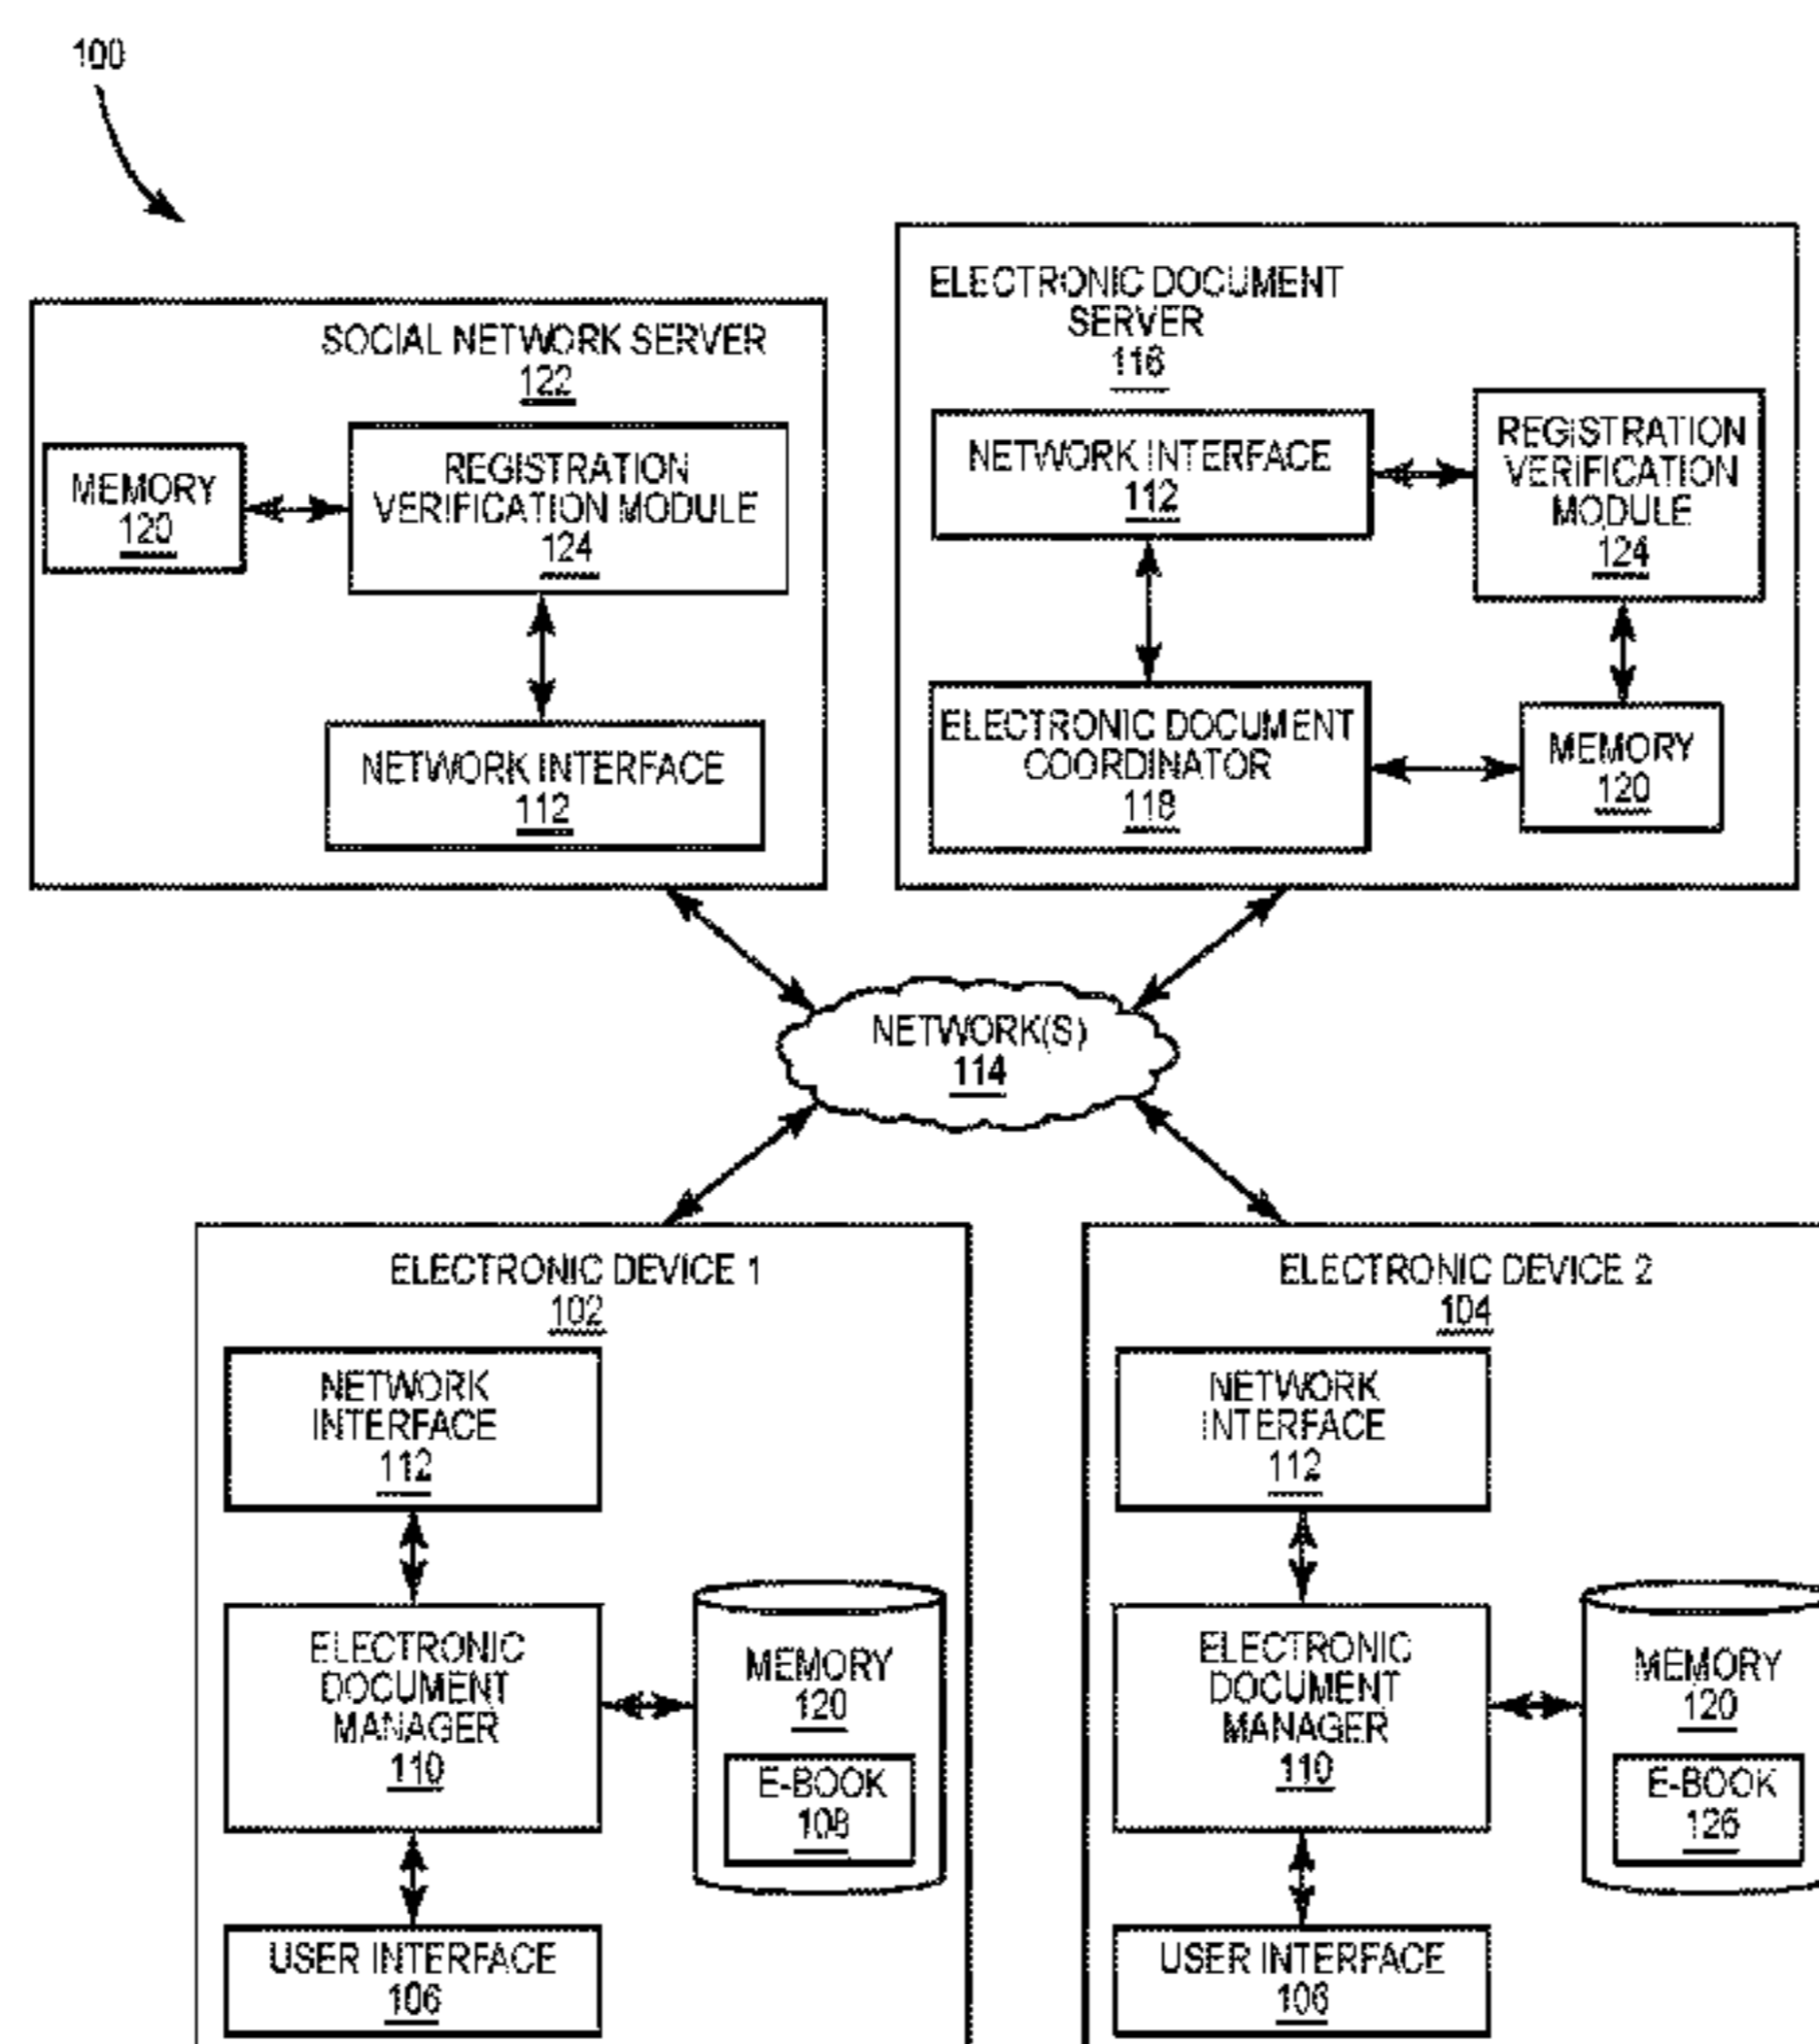 100
SOCIAL NETWORK SERVER
122
MEMORY
120
REGISTRATION
VERIFICATION MODULE
124
NETWORK INTERFACE
112
ELECTRONIC DOCUMENT
SERVER
116
NETWORK INTERFACE
112
REGISTRATION
VERIFICATION
MODULE
124
ELECTRONIC DOCUMENT
COORDINATOR
118
MEMORY
120
NETWORK(S)
114
ELECTRONIC DEVICE 1
102
NETWORK
INTERFACE
112
ELECTRONIC
DOCUMENT
MANAGER
110
MEMORY
120
E-BOOK
108
USER INTERFACE
106
ELECTRONIC DEVICE 2
104
NETWORK
INTERFACE
112
ELECTRONIC
DOCUMENT
MANAGER
110
MEMORY
120
E-BOOK
126
USER INTERFACE
106